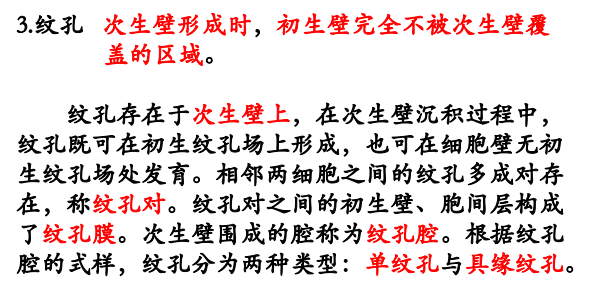 3.纹孔 次生壁形成时，初生壁完全不被次生壁覆
盖的区域。
纹孔存在于次生壁上，在次生壁沉积过程中，
纹孔既可在初生纹孔场上形成，也可在细胞壁无初
生纹孔场处发育。相邻两细胞之间的纹孔多成对存
在，称纹孔对。纹孔对之间的初生壁、胞间层构成
了纹孔膜。次生壁围成的腔称为纹孔腔。根据纹孔
腔的式样，纹孔分为两种类型：单纹孔与具缘纹孔。